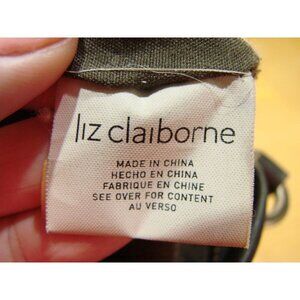 liz claiborne
MADE IN CHINA
HECHO EN CHINA
FABRIQUE EN CHINE
SEE OVER FOR CONTENT
AU VERSO